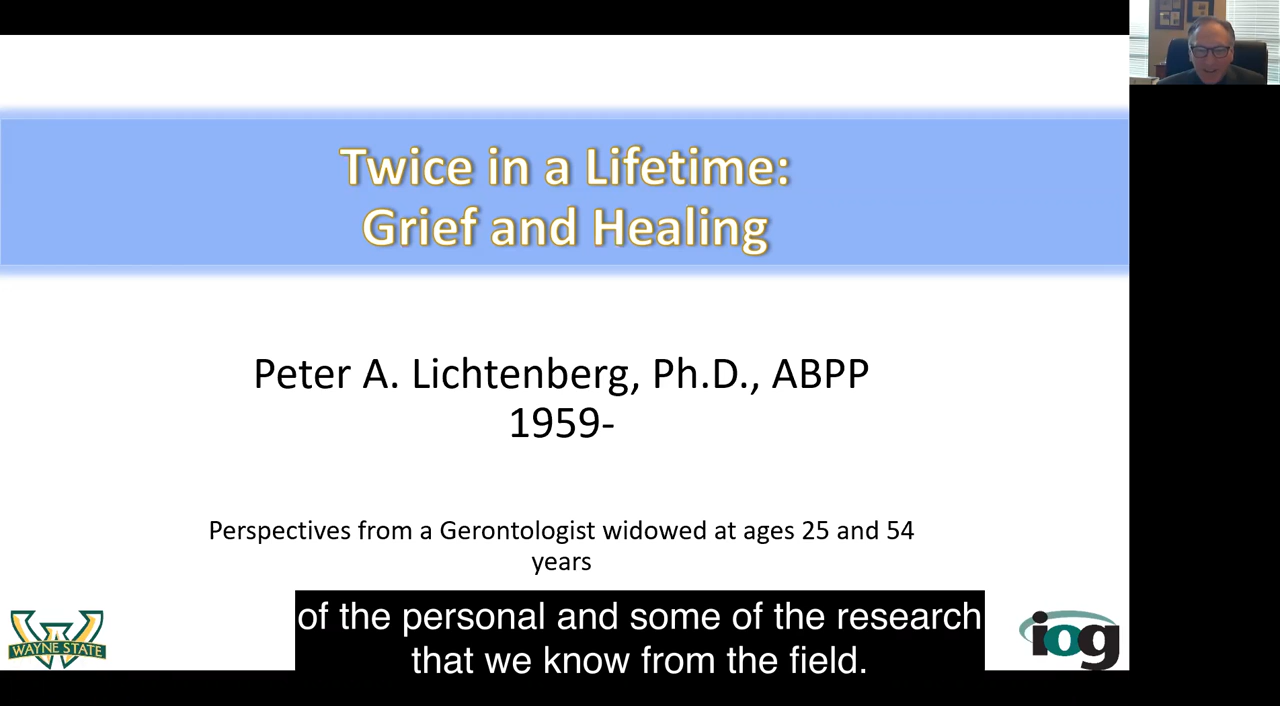 Twice in a Lifetime:
Grief and Healing
Peter A. Lichtenberg, Ph.D., ABPP
1959-
Perspectives from a Gerontologist widowed at ages 25 and 54
years
of the personal and some of the research
that we know from the field.
W
WAYNE STATE
iog